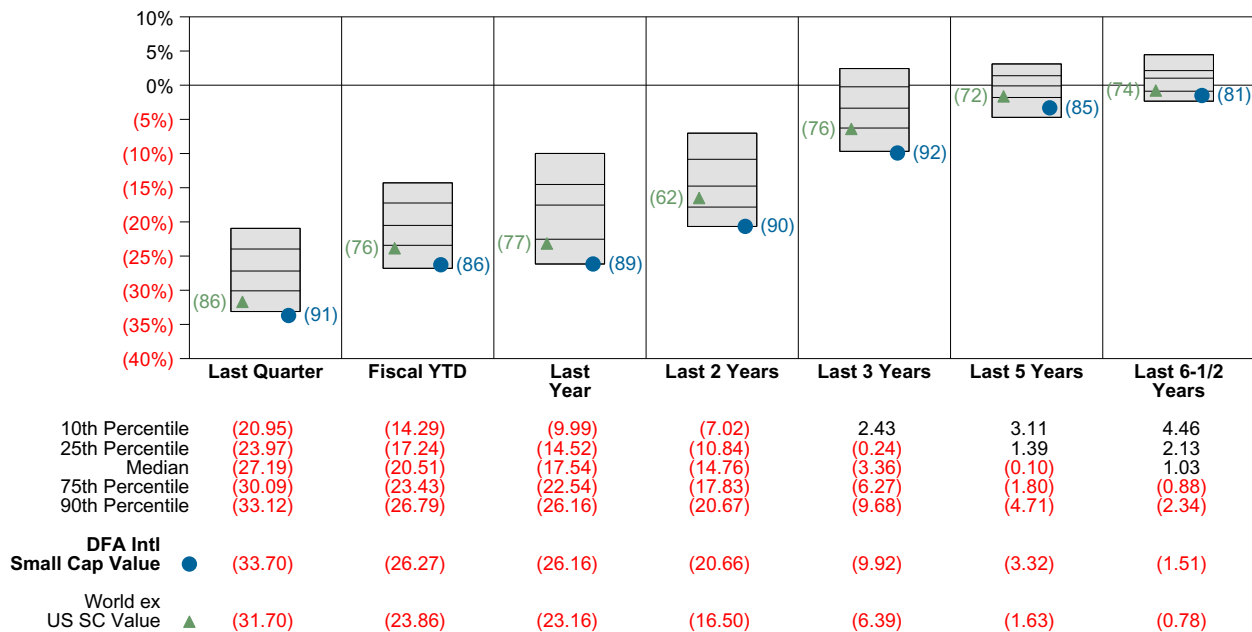 10%
5%
0%
(5%)
(10%)
(15%)
(20%)
(25%)
(30%)
(35%)
(40%)
(86) (91)
(76) (86)
(77) (89)
(62) (90)
(76) (92)
(72) (85)
(74) (81)
Last Quarter Fiscal YTD Last Year Last 2 Years Last 3 Years Last 5 Years Last 6-1/2 Years
10th Percentile (20.95) (14.29) (9.99) (7.02) 2.43 3.11 4.46
25th Percentile (23.97) (17.24) (14.52) (10.84) (0.24) 1.39 2.13
Median (27.19) (20.51) (17.54) (14.76) (3.36) (0.10) 1.03
75th Percentile (30.09) (23.43) (22.54) (17.83) (6.27) (1.80) (0.88)
90th Percentile (33.12) (26.79) (26.16) (20.67) (9.68) (4.71) (2.34)
DFA Intl
Small Cap Value (33.70) (26.27) (26.16) (20.66) (9.92) (3.32) (1.51)
World ex
US SC Value (31.70) (23.86) (23.16) (16.50) (6.39) (1.63) (0.78)